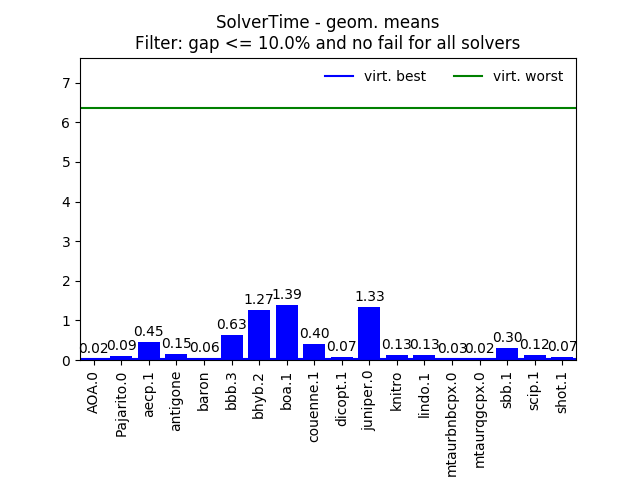 SolverTime - geom. means
Filter: gap <= 10.0% and no fail for all solvers
virt. best
virt. worst
7
6
5
4
3
2
1
0
0.02
0.09
0.45
0.15
0.06
0.63
1.27
1.39
0.40
0.07
1.33
0.13
0.13
0.03
0.02
0.30
0.12
0.07
AOA.0
Pajarito.0
aecp.1
antigone
baron
bbb.3
bhyb.2
boa.1
couenne.1
dicopt.1
juniper.0
knitro
lindo.1
mtaurbnbcpx.0
mtaurqgcpx.0
sbb.1
scip.1
shot.1